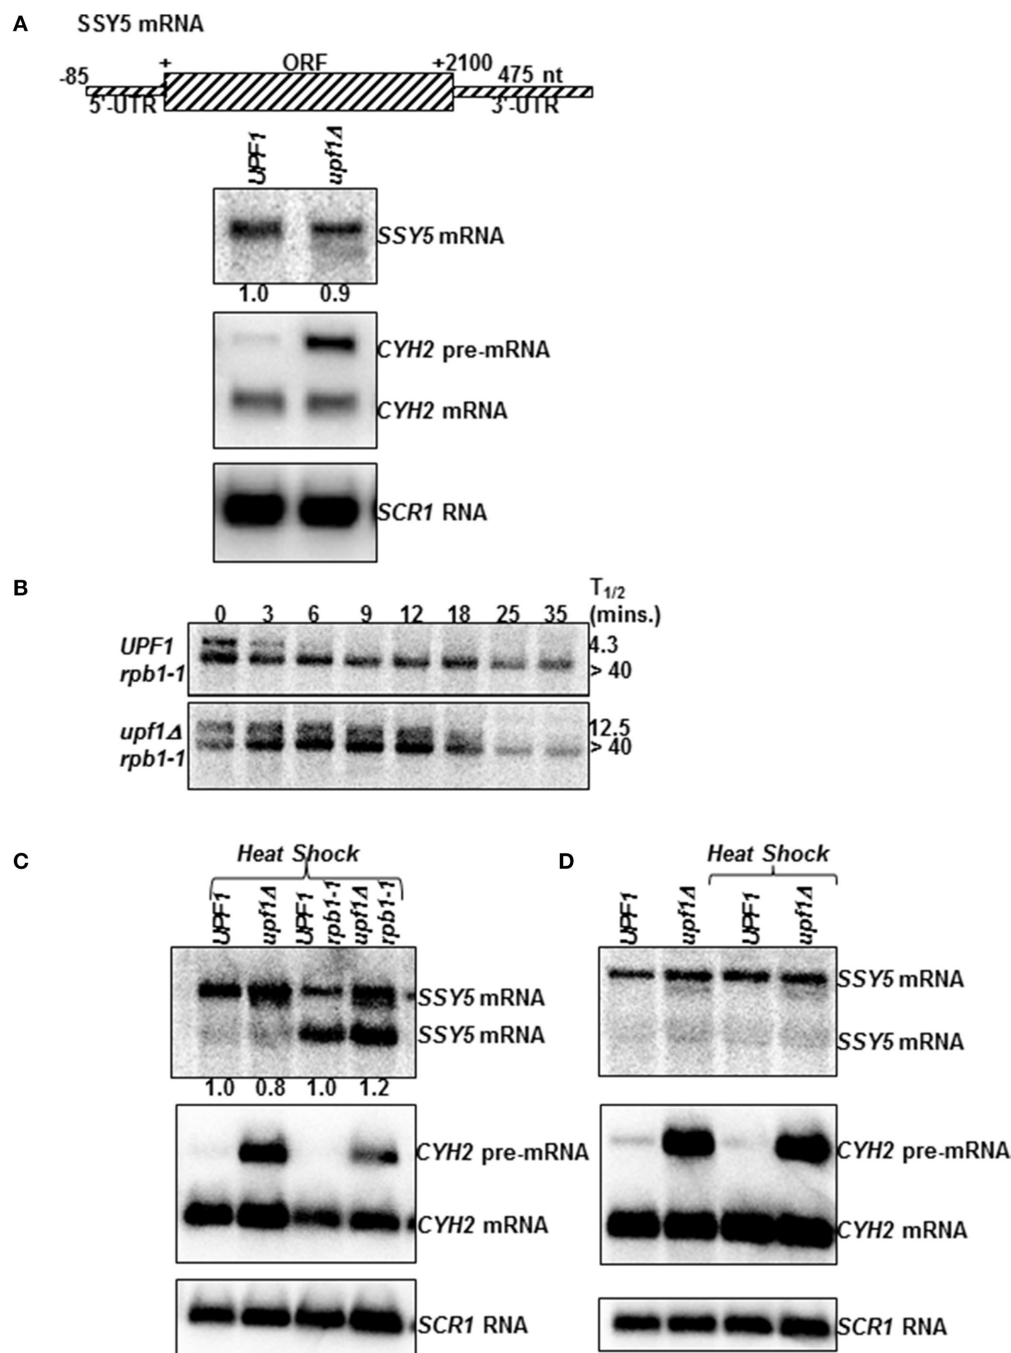 A
SSY5 mRNA
+ ORF +2100 475 nt
-85
5'-UTR 3'-UTR
UPF1 upf1Δ
SSY5 mRNA
1.0 0.9
CYH2 pre-mRNA
CYH2 mRNA
SCR1 RNA
B
T1/2
0 3 6 9 12 18 25 35 (mins.)
UPF1 4.3
rpb1-1 > 40
upf1Δ 12.5
rpb1-1 > 40
C
Heat Shock
UPF1 upf1Δ UPF1 rpb1-1 upf1Δ rpb1-1
SSY5 mRNA
SSY5 mRNA
1.0 0.8 1.0 1.2
CYH2 pre-mRNA
CYH2 mRNA
SCR1 RNA
D
Heat Shock
UPF1 upf1Δ UPF1 upf1Δ
SSY5 mRNA
SSY5 mRNA
CYH2 pre-mRNA
CYH2 mRNA
SCR1 RNA